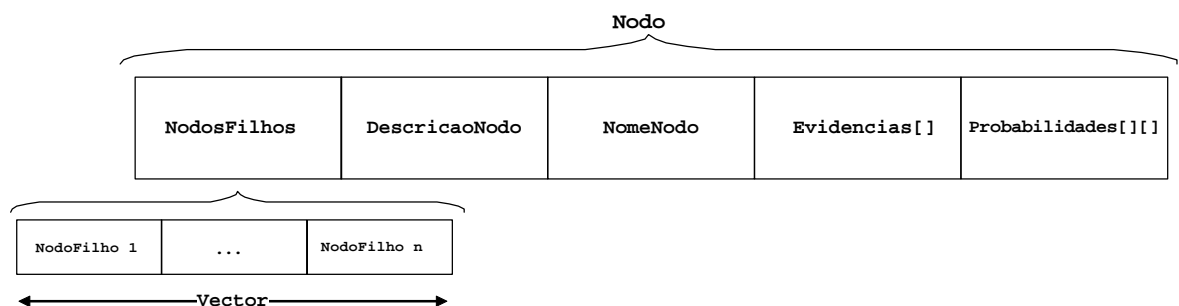 Nodo
NodosFilhos DescricaoNodo NomeNodo Evidencias[] Probabilidades[][]
NodoFilho 1 ... NodoFilho n
Vector